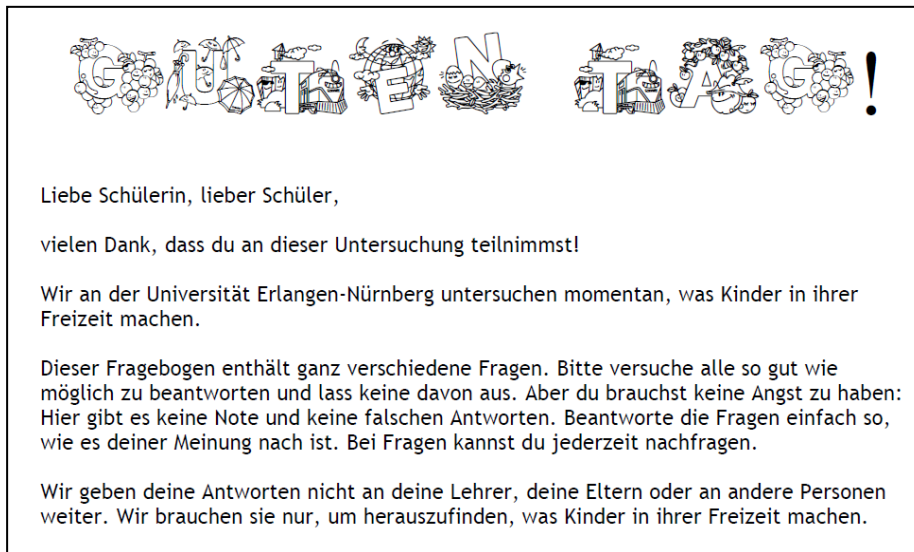 GUTEN TAG!
Liebe Schülerin, lieber Schüler,
vielen Dank, dass du an dieser Untersuchung teilnimmst!
Wir an der Universität Erlangen-Nürnberg untersuchen momentan, was Kinder in ihrer
Freizeit machen.
Dieser Fragebogen enthält ganz verschiedene Fragen. Bitte versuche alle so gut wie
möglich zu beantworten und lass keine davon aus. Aber du brauchst keine Angst zu haben:
Hier gibt es keine Note und keine falschen Antworten. Beantworte die Fragen einfach so,
wie es deiner Meinung nach ist. Bei Fragen kannst du jederzeit nachfragen.
Wir geben deine Antworten nicht an deine Lehrer, deine Eltern oder an andere Personen
weiter. Wir brauchen sie nur, um herauszufinden, was Kinder in ihrer Freizeit machen.